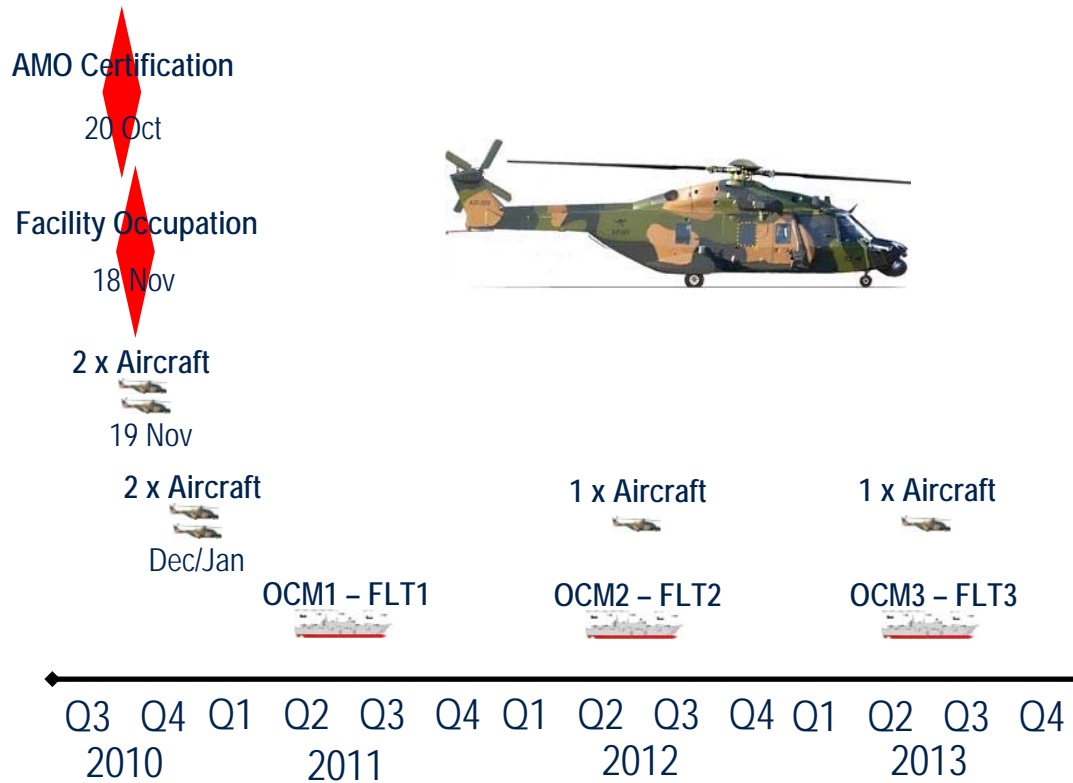 AMO Certification
20 Oct
Facility Occupation
18 Nov
2 x Aircraft
19 Nov
2 x Aircraft
Dec/Jan
1 x Aircraft
1 x Aircraft
OCM1 – FLT1
OCM2 – FLT2
OCM3 – FLT3
Q3 Q4 Q1 Q2 Q3 Q4 Q1 Q2 Q3 Q4 Q1 Q2 Q3 Q4
2010 2011 2012 2013